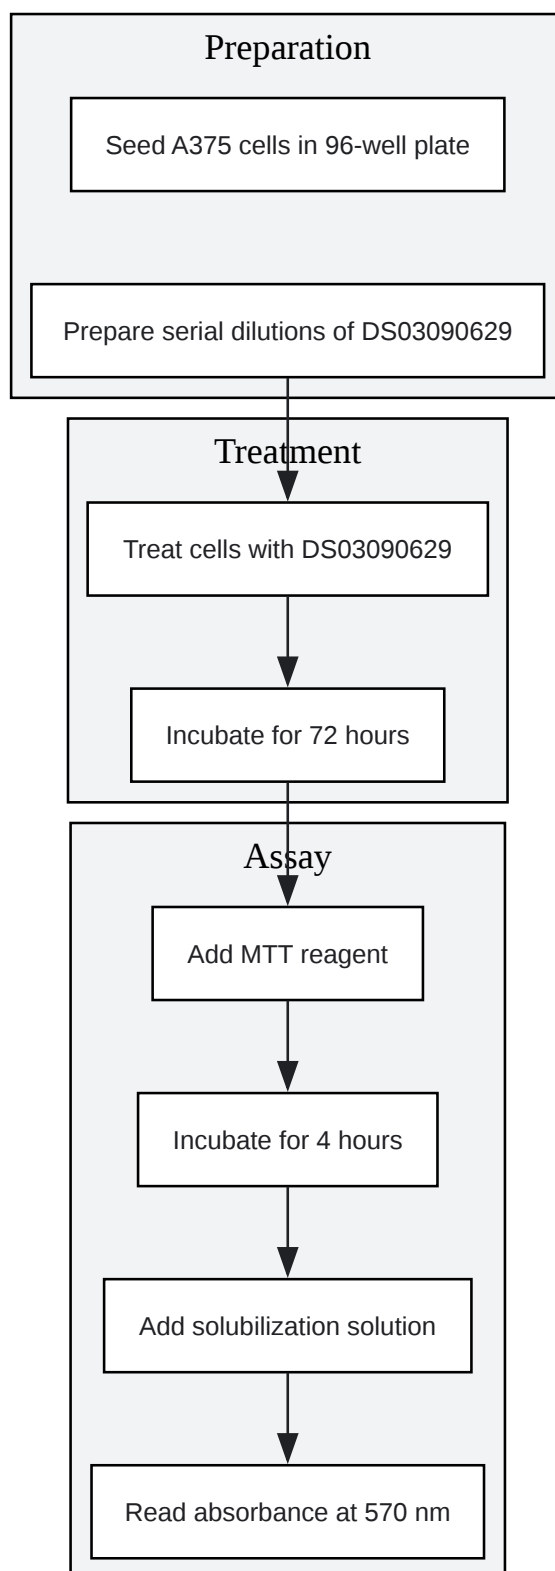 Preparation
Seed A375 cells in 96-well plate
Prepare serial dilutions of DS03090629
Treatment
Treat cells with DS03090629
Incubate for 72 hours
Assay
Add MTT reagent
Incubate for 4 hours
Add solubilization solution
Read absorbance at 570 nm